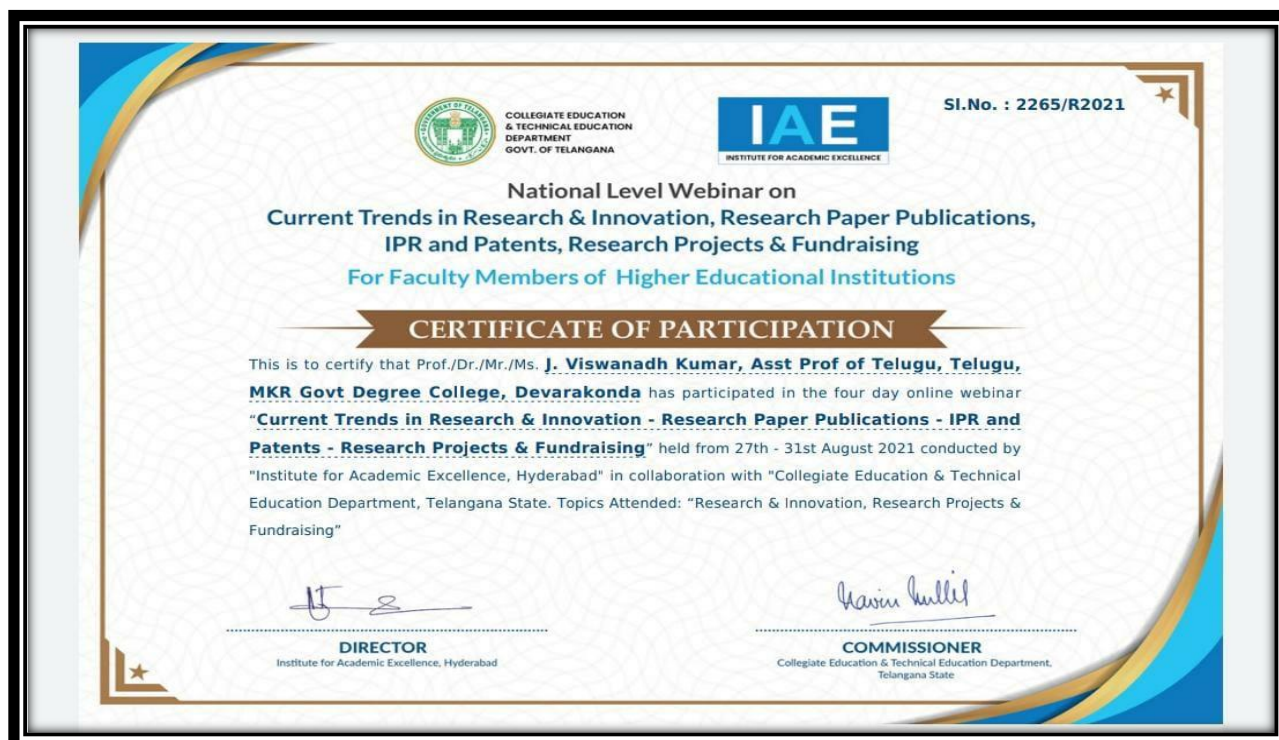 GOVERNMENT OF TELANGANA
COLLEGIATE EDUCATION
& TECHNICAL EDUCATION
DEPARTMENT
GOVT. OF TELANGANA
IAE
INSTITUTE FOR ACADEMIC EXCELLENCE
Sl.No. : 2265/R2021
National Level Webinar on
Current Trends in Research & Innovation, Research Paper Publications,
IPR and Patents, Research Projects & Fundraising
For Faculty Members of Higher Educational Institutions
CERTIFICATE OF PARTICIPATION
This is to certify that Prof./Dr./Mr./Ms. J. Viswanadh Kumar, Asst Prof of Telugu, Telugu,
MKR Govt Degree College, Devarakonda has participated in the four day online webinar
“Current Trends in Research & Innovation - Research Paper Publications - IPR and
Patents - Research Projects & Fundraising” held from 27th - 31st August 2021 conducted by
"Institute for Academic Excellence, Hyderabad" in collaboration with "Collegiate Education & Technical
Education Department, Telangana State. Topics Attended: “Research & Innovation, Research Projects &
Fundraising”
DIRECTOR
Institute for Academic Excellence, Hyderabad
COMMISSIONER
Collegiate Education & Technical Education Department,
Telangana State